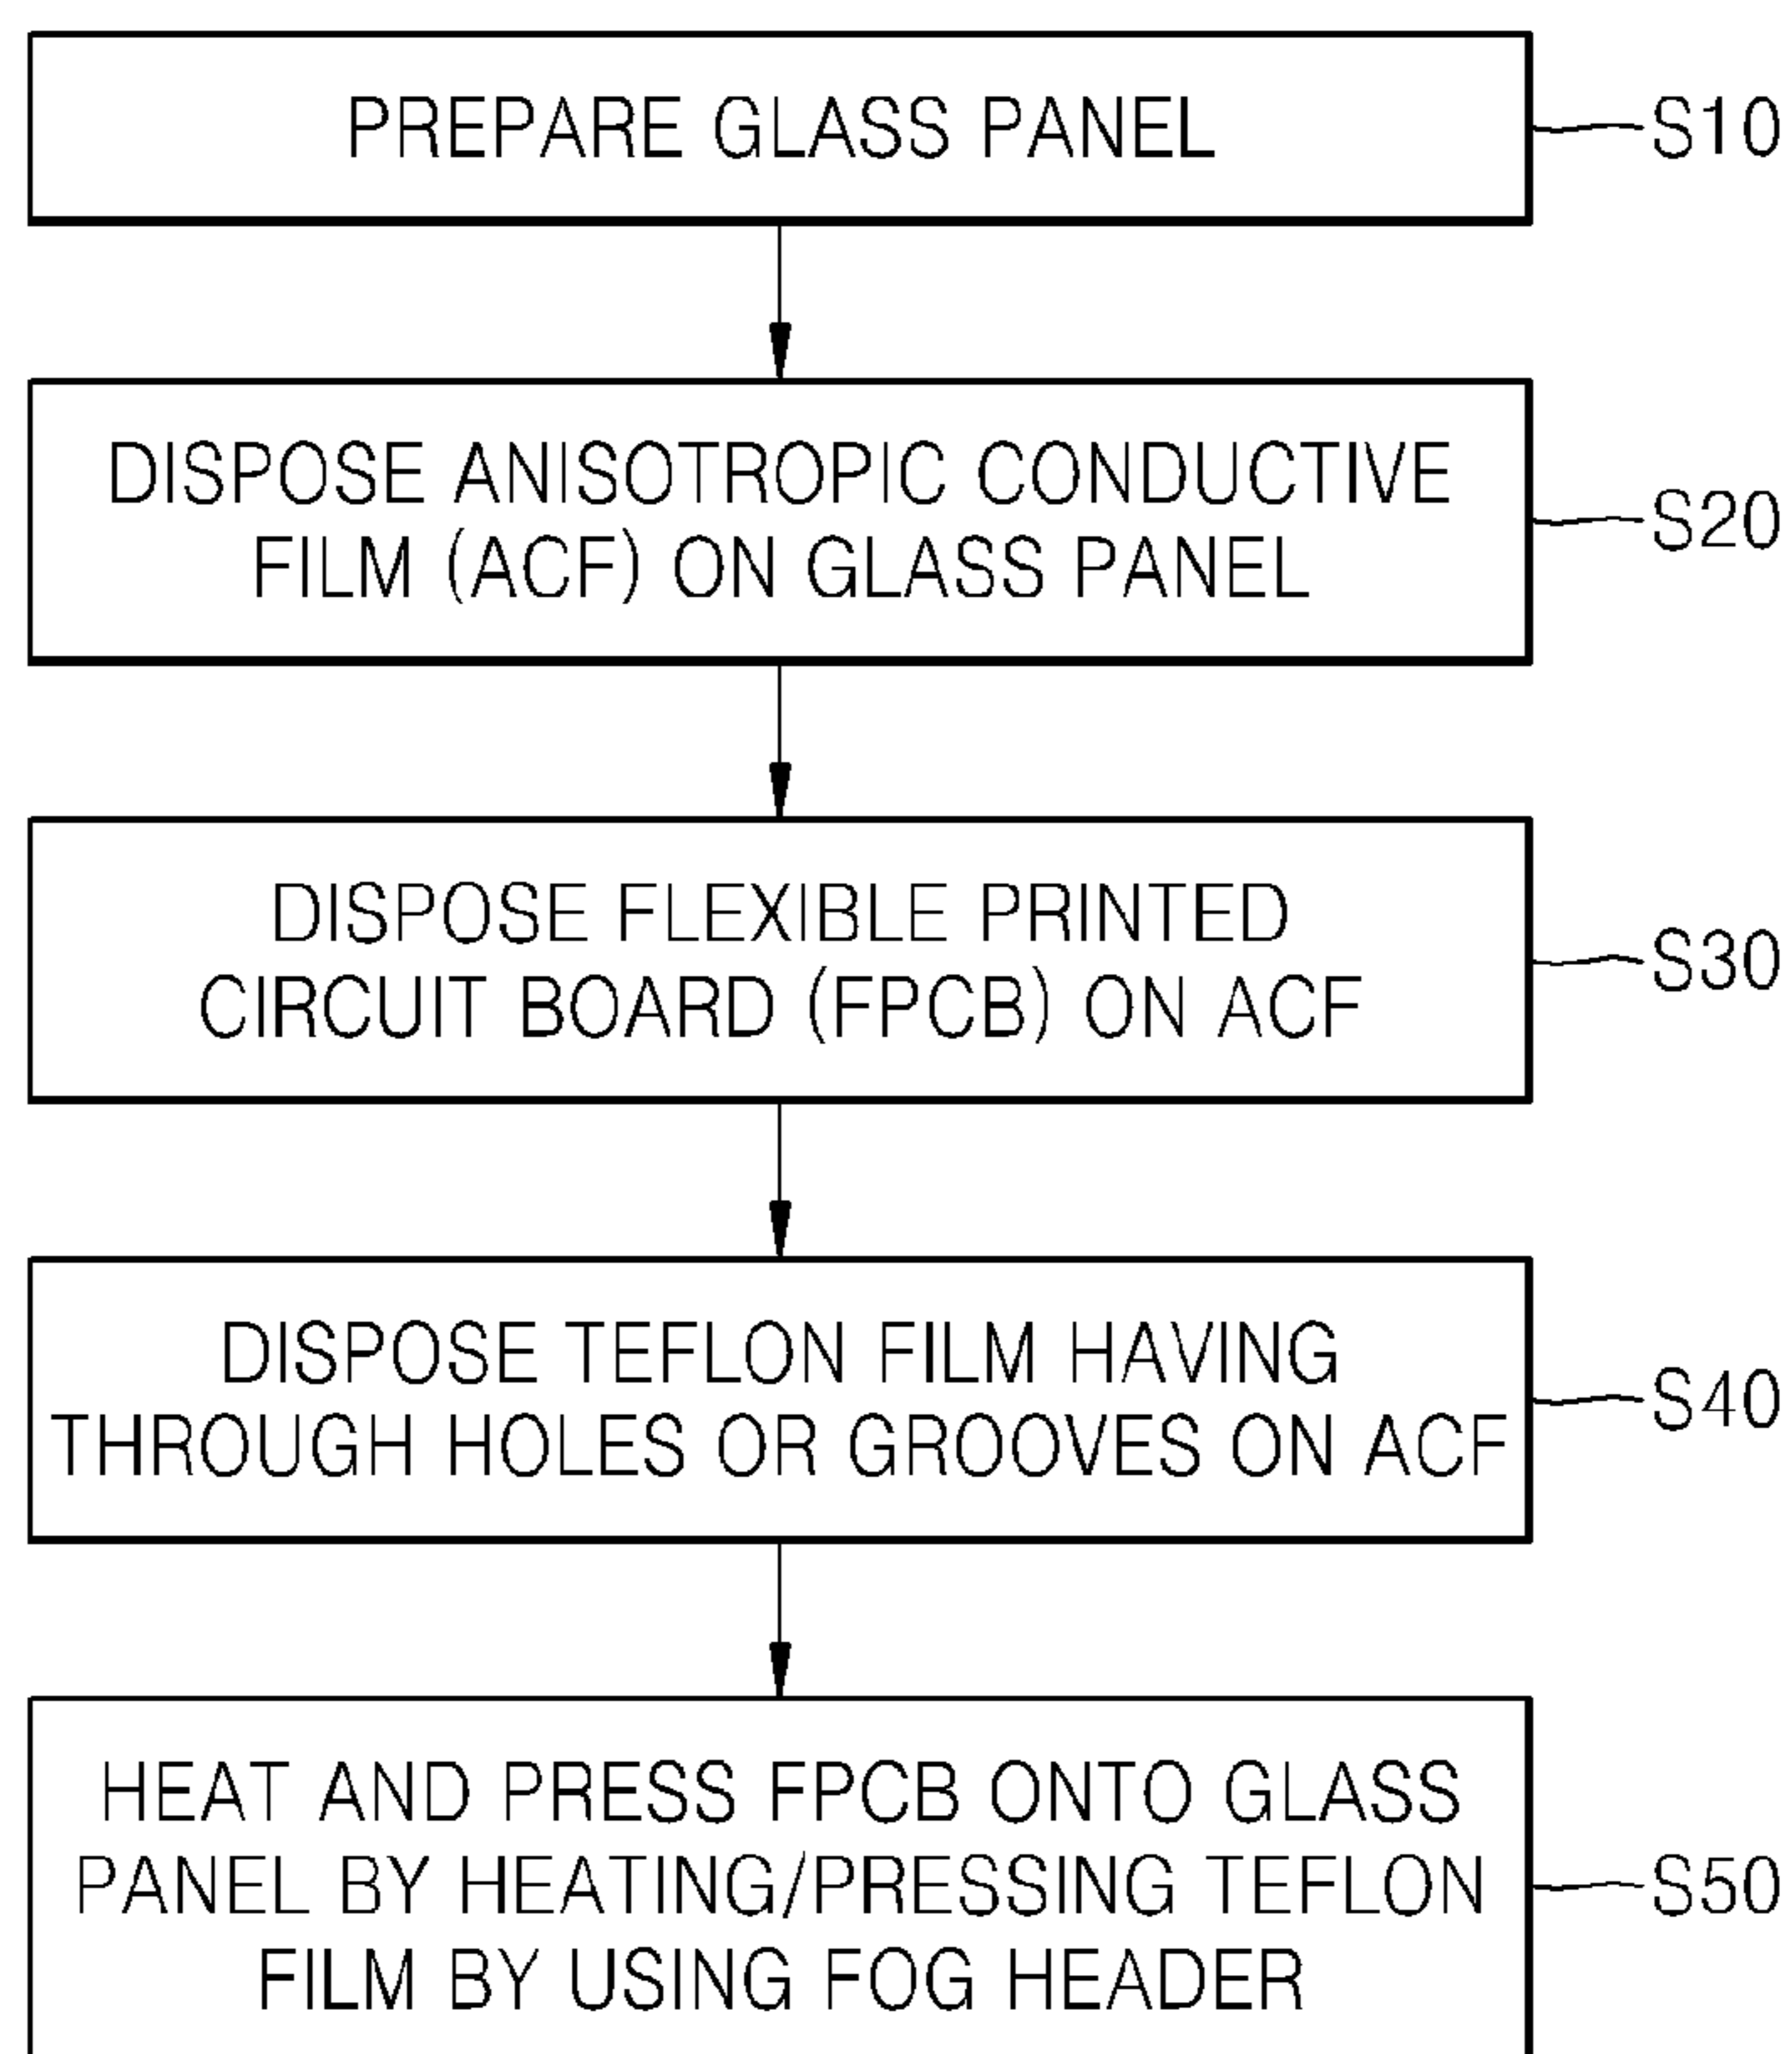 PREPARE GLASS PANEL
S10
DISPOSE ANISOTROPIC CONDUCTIVE
FILM (ACF) ON GLASS PANEL
S20
DISPOSE FLEXIBLE PRINTED
CIRCUIT BOARD (FPCB) ON ACF
S30
DISPOSE TEFLON FILM HAVING
THROUGH HOLES OR GROOVES ON ACF
S40
HEAT AND PRESS FPCB ONTO GLASS
PANEL BY HEATING/PRESSING TEFLON
FILM BY USING FOG HEADER
S50